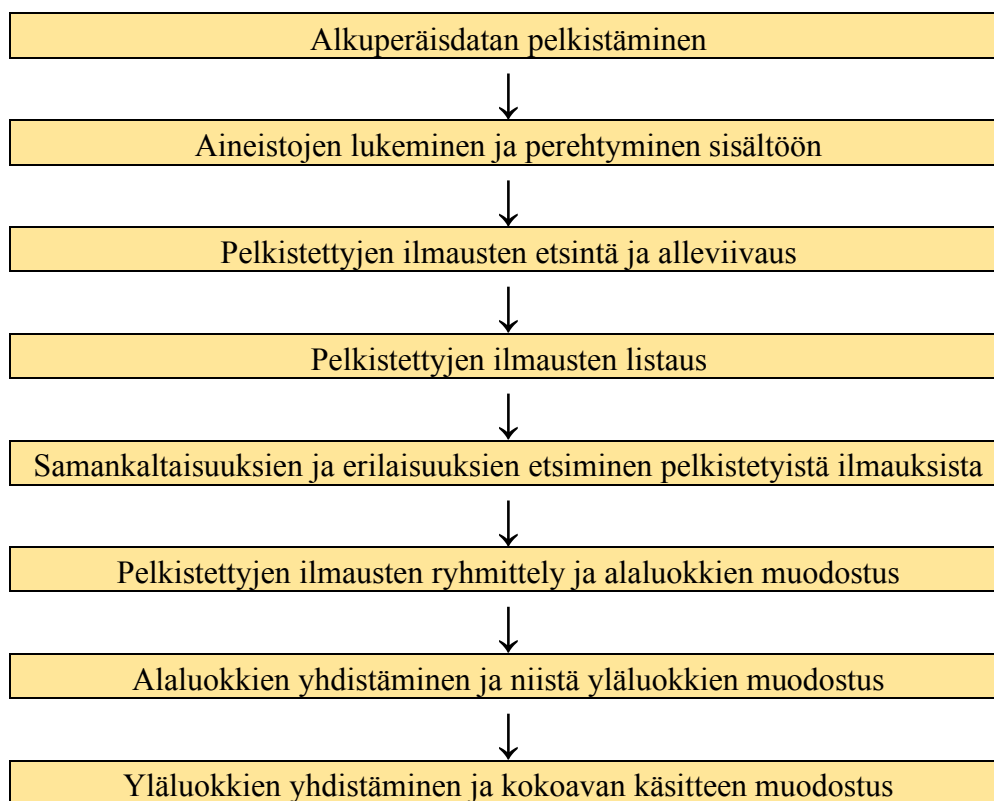 Alkuperäisdatan pelkistäminen
Aineistojen lukeminen ja perehtyminen sisältöön
Pelkistettyjen ilmausten etsintä ja alleviivaus
Pelkistettyjen ilmausten listaus
Samankaltaisuuksien ja erilaisuuksien etsiminen pelkistetyistä ilmauksista
Pelkistettyjen ilmausten ryhmittely ja alaluokkien muodostus
Alaluokkien yhdistäminen ja niistä yläluokkien muodostus
Yläluokkien yhdistäminen ja kokoavan käsitteen muodostus